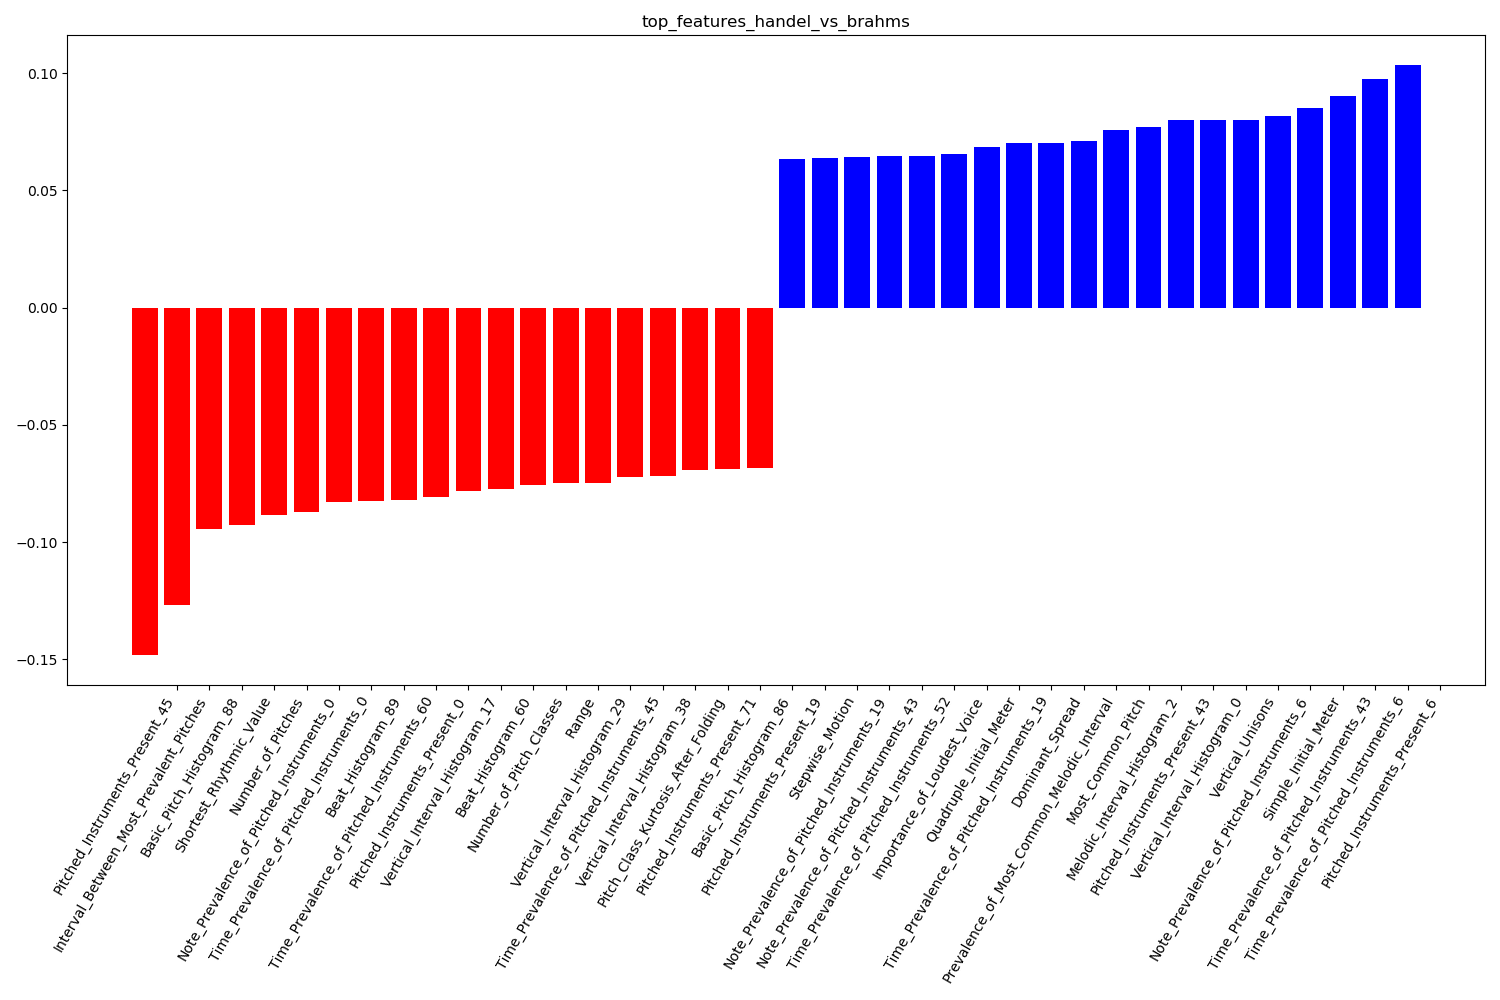 top_features_handel_vs_brahms
0.10
0.05
0.00
−0.05
−0.10
−0.15
Pitched_Instruments_Present_45
Interval_Between_Most_Prevalent_Pitches
Basic_Pitch_Histogram_88
Shortest_Rhythmic_Value
Number_of_Pitches
Note_Prevalence_of_Pitched_Instruments_0
Time_Prevalence_of_Pitched_Instruments_0
Beat_Histogram_89
Time_Prevalence_of_Pitched_Instruments_60
Pitched_Instruments_Present_0
Vertical_Interval_Histogram_17
Beat_Histogram_60
Number_of_Pitch_Classes
Range
Vertical_Interval_Histogram_29
Time_Prevalence_of_Pitched_Instruments_45
Vertical_Interval_Histogram_38
Pitch_Class_Kurtosis_After_Folding
Pitched_Instruments_Present_71
Basic_Pitch_Histogram_86
Pitched_Instruments_Present_19
Stepwise_Motion
Note_Prevalence_of_Pitched_Instruments_19
Note_Prevalence_of_Pitched_Instruments_43
Time_Prevalence_of_Pitched_Instruments_52
Importance_of_Loudest_Voice
Quadruple_Initial_Meter
Time_Prevalence_of_Pitched_Instruments_19
Dominant_Spread
Prevalence_of_Most_Common_Melodic_Interval
Most_Common_Pitch
Melodic_Interval_Histogram_2
Pitched_Instruments_Present_43
Vertical_Interval_Histogram_0
Vertical_Unisons
Note_Prevalence_of_Pitched_Instruments_6
Simple_Initial_Meter
Time_Prevalence_of_Pitched_Instruments_43
Time_Prevalence_of_Pitched_Instruments_6
Pitched_Instruments_Present_6